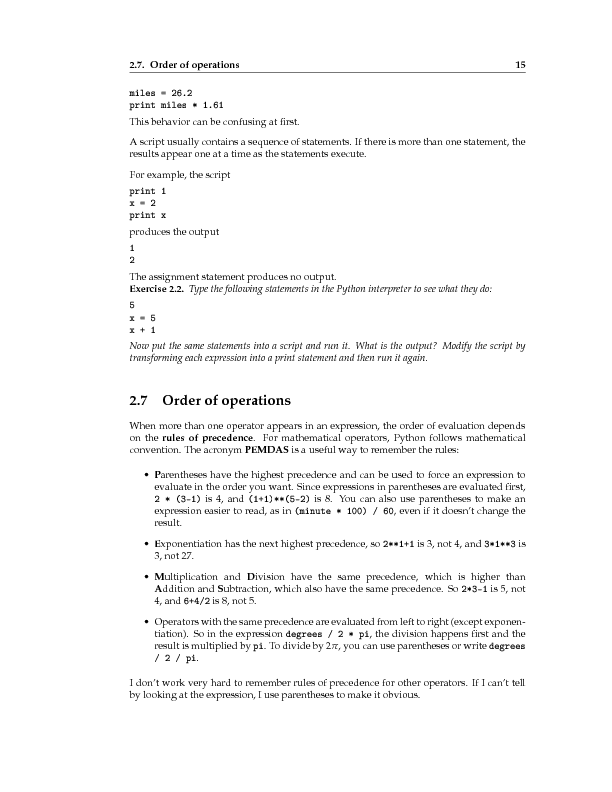 2.7. Order of operations 15
miles = 26.2
print miles * 1.61
This behavior can be confusing at first.
A script usually contains a sequence of statements. If there is more than one statement, the
results appear one at a time as the statements execute.
For example, the script
print 1
x = 2
print x
produces the output
1
2
The assignment statement produces no output.
Exercise 2.2. Type the following statements in the Python interpreter to see what they do:
5
x = 5
x + 1
Now put the same statements into a script and run it. What is the output? Modify the script by
transforming each expression into a print statement and then run it again.
2.7 Order of operations
When more than one operator appears in an expression, the order of evaluation depends
on the rules of precedence. For mathematical operators, Python follows mathematical
convention. The acronym PEMDAS is a useful way to remember the rules:
• Parentheses have the highest precedence and can be used to force an expression to
evaluate in the order you want. Since expressions in parentheses are evaluated first,
2 * (3-1) is 4, and (1+1)**(5-2) is 8. You can also use parentheses to make an
expression easier to read, as in (minute * 100) / 60, even if it doesn't change the
result.
• Exponentiation has the next highest precedence, so 2**1+1 is 3, not 4, and 3*1**3 is
3, not 27.
• Multiplication and Division have the same precedence, which is higher than
Addition and Subtraction, which also have the same precedence. So 2*3-1 is 5, not
4, and 6+4/2 is 8, not 5.
• Operators with the same precedence are evaluated from left to right (except exponen-
tiation). So in the expression degrees / 2 * pi, the division happens first and the
result is multiplied by pi. To divide by 2π, you can use parentheses or write degrees
/ 2 / pi.
I don't work very hard to remember rules of precedence for other operators. If I can't tell
by looking at the expression, I use parentheses to make it obvious.